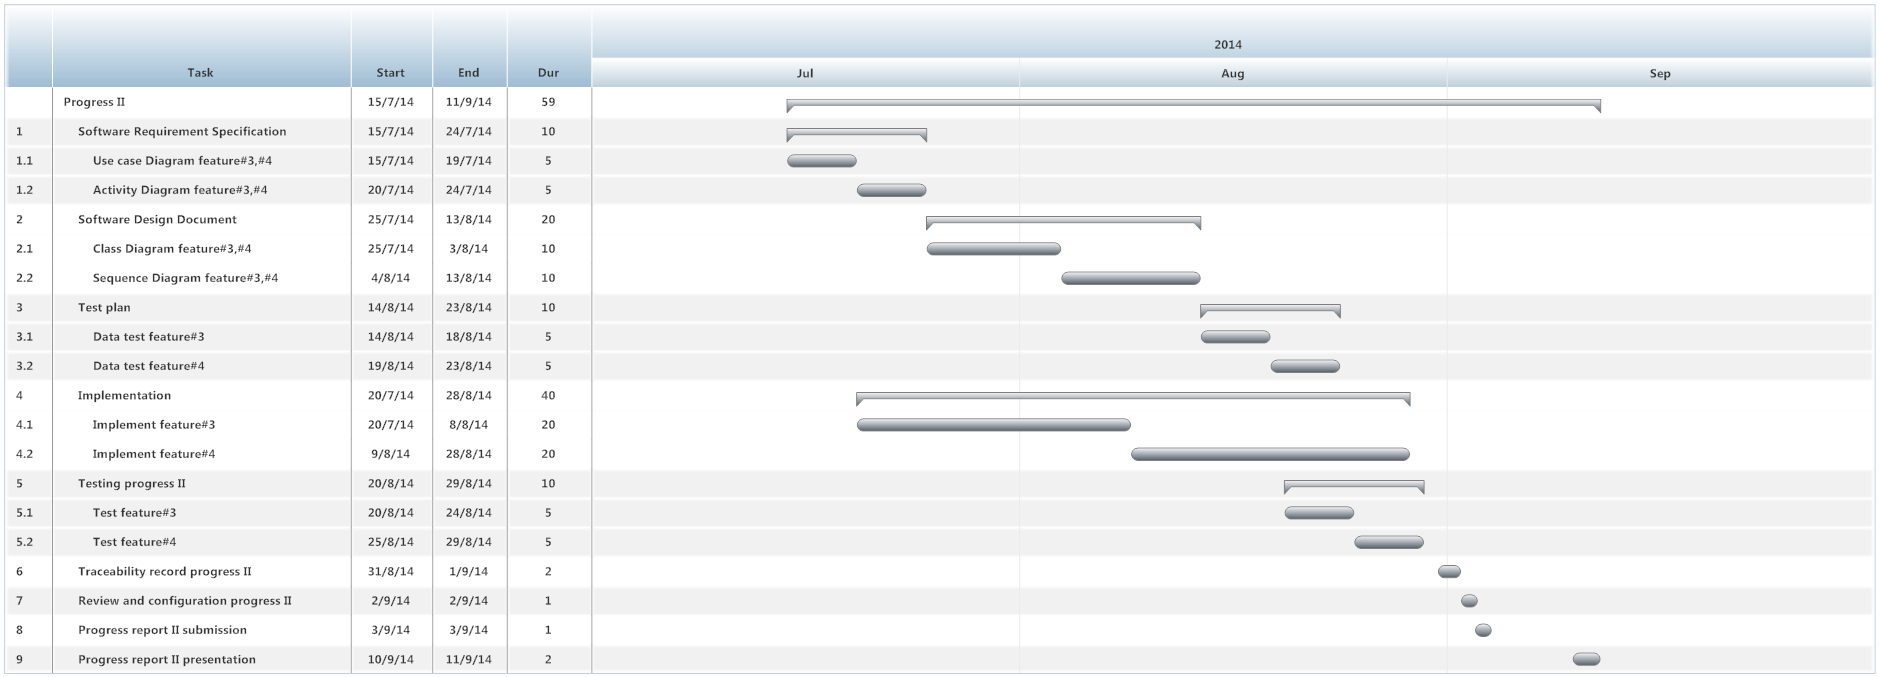 2014
Task Start End Dur Jul Aug Sep
Progress II 15/7/14 11/9/14 59
1 Software Requirement Specification 15/7/14 24/7/14 10
1.1 Use case Diagram feature#3,#4 15/7/14 19/7/14 5
1.2 Activity Diagram feature#3,#4 20/7/14 24/7/14 5
2 Software Design Document 25/7/14 13/8/14 20
2.1 Class Diagram feature#3,#4 25/7/14 3/8/14 10
2.2 Sequence Diagram feature#3,#4 4/8/14 13/8/14 10
3 Test plan 14/8/14 23/8/14 10
3.1 Data test feature#3 14/8/14 18/8/14 5
3.2 Data test feature#4 19/8/14 23/8/14 5
4 Implementation 20/7/14 28/8/14 40
4.1 Implement feature#3 20/7/14 8/8/14 20
4.2 Implement feature#4 9/8/14 28/8/14 20
5 Testing progress II 20/8/14 29/8/14 10
5.1 Test feature#3 20/8/14 24/8/14 5
5.2 Test feature#4 25/8/14 29/8/14 5
6 Traceability record progress II 31/8/14 1/9/14 2
7 Review and configuration progress II 2/9/14 2/9/14 1
8 Progress report II submission 3/9/14 3/9/14 1
9 Progress report II presentation 10/9/14 11/9/14 2